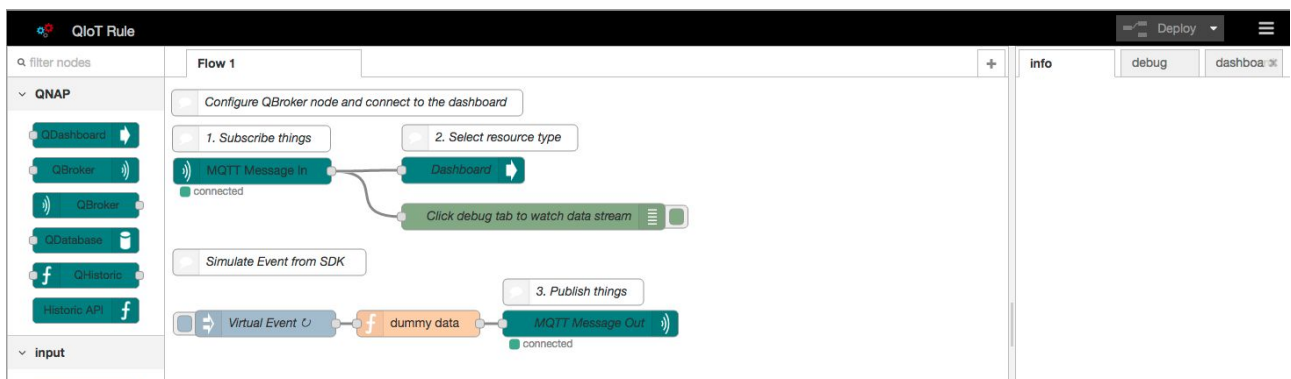 QIoT Rule
Deploy
filter nodes
Flow 1
info
debug
dashboar
QNAP
Configure QBroker node and connect to the dashboard
QDashboard
1. Subscribe things
2. Select resource type
QBroker
MQTT Message In
Dashboard
connected
QBroker
Click debug tab to watch data stream
QDatabase
Simulate Event from SDK
QHistoric
3. Publish things
Historic API
Virtual Event ↻
dummy data
MQTT Message Out
connected
input